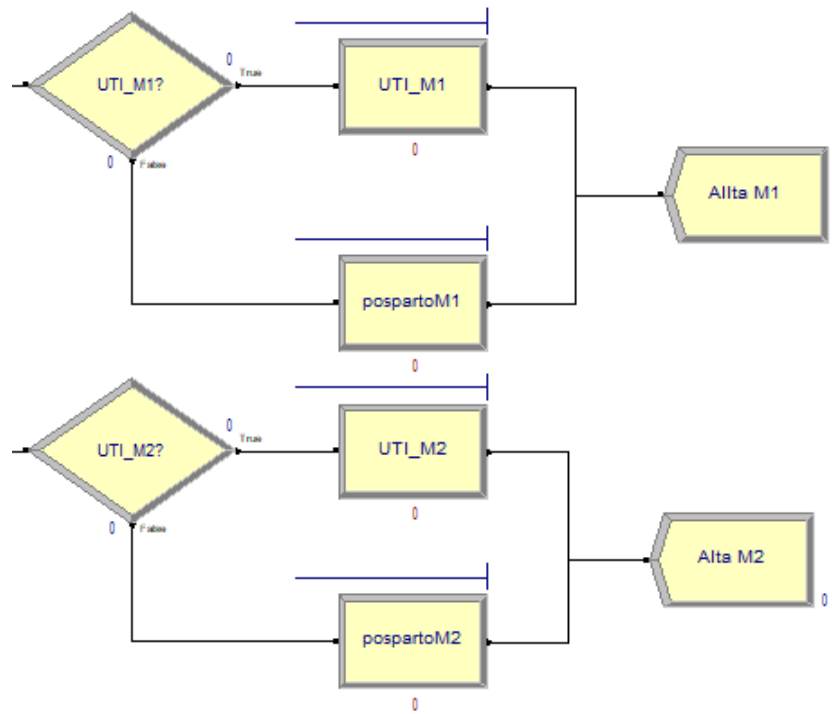 0
True
UTI_M1?
UTI_M1
0
0
False
Allta M1
pospartoM1
0
0
True
UTI_M2?
UTI_M2
0
0
False
Alta M2
0
pospartoM2
0